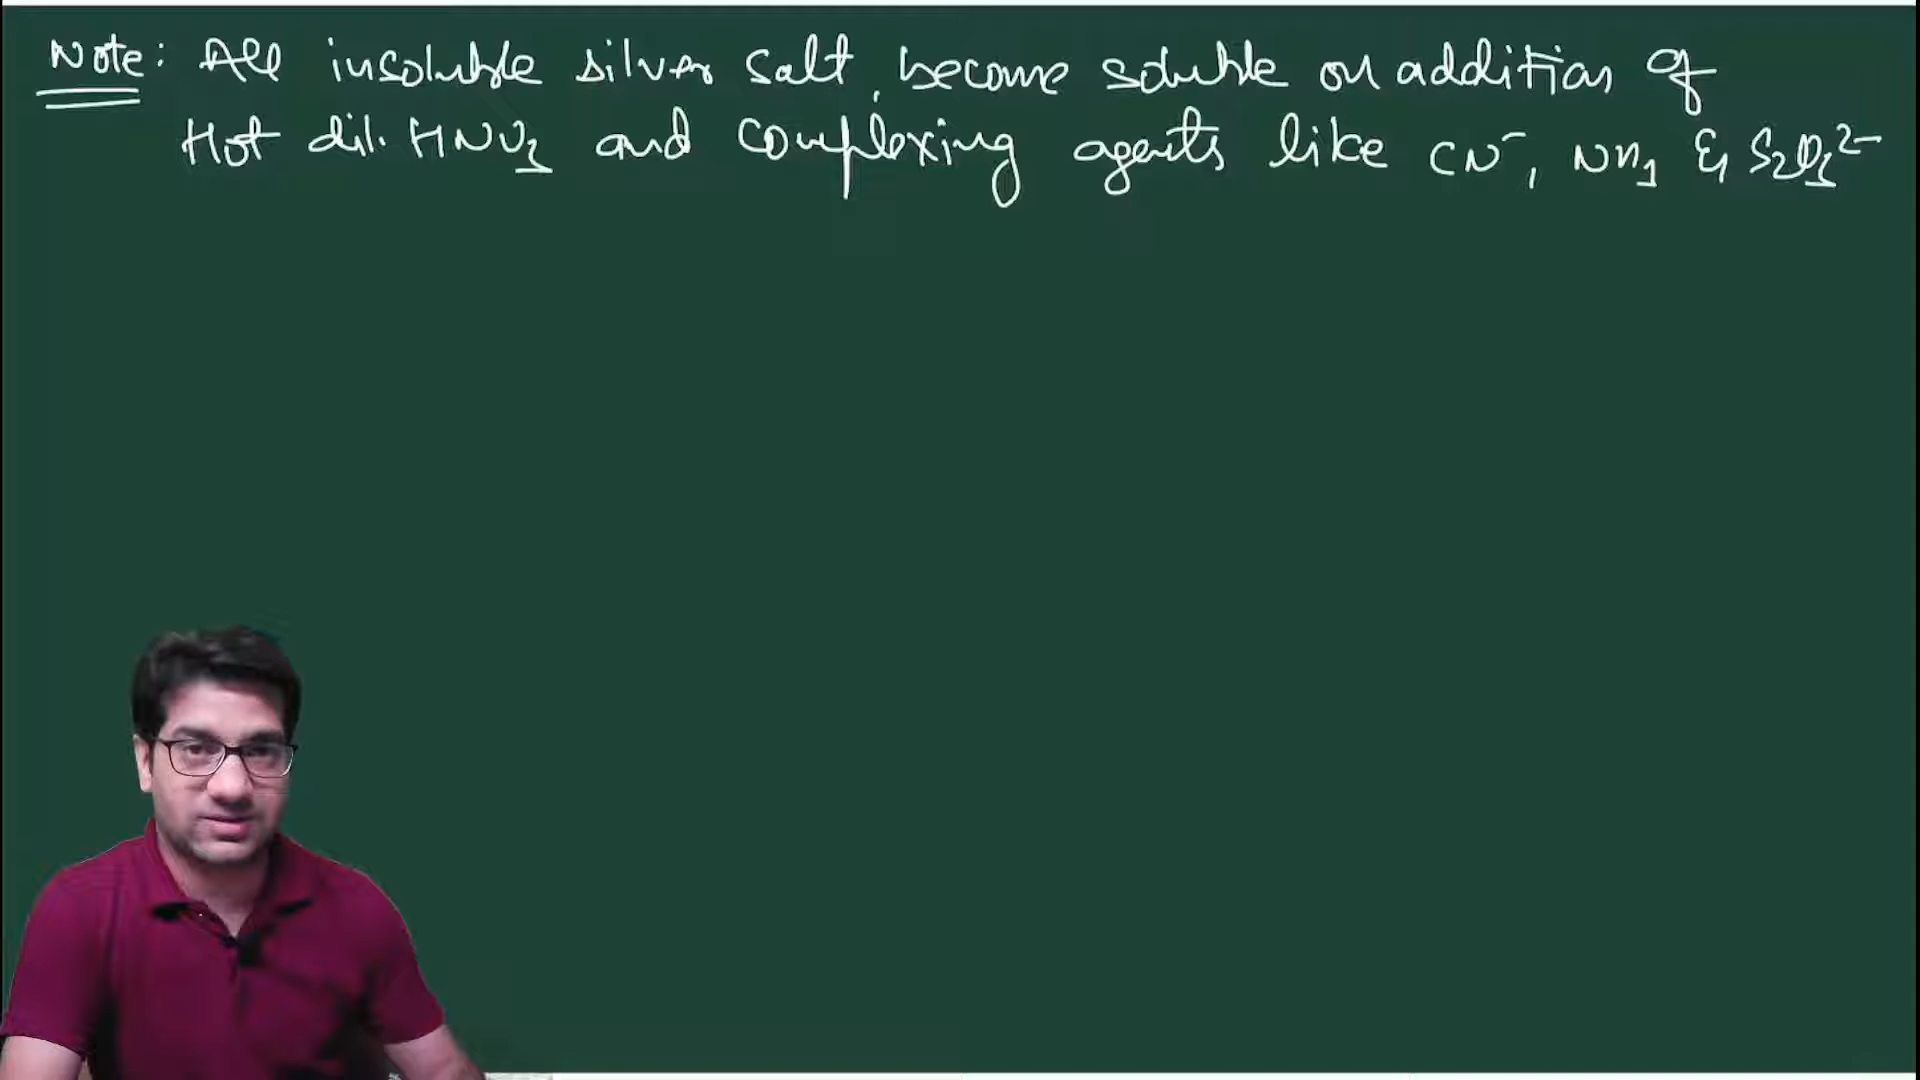 Note: All insoluble silver salt, become soluble on addition of
Hot dil. HNO3 and complexing agents like CN⁻, NH3 & S2O3²⁻